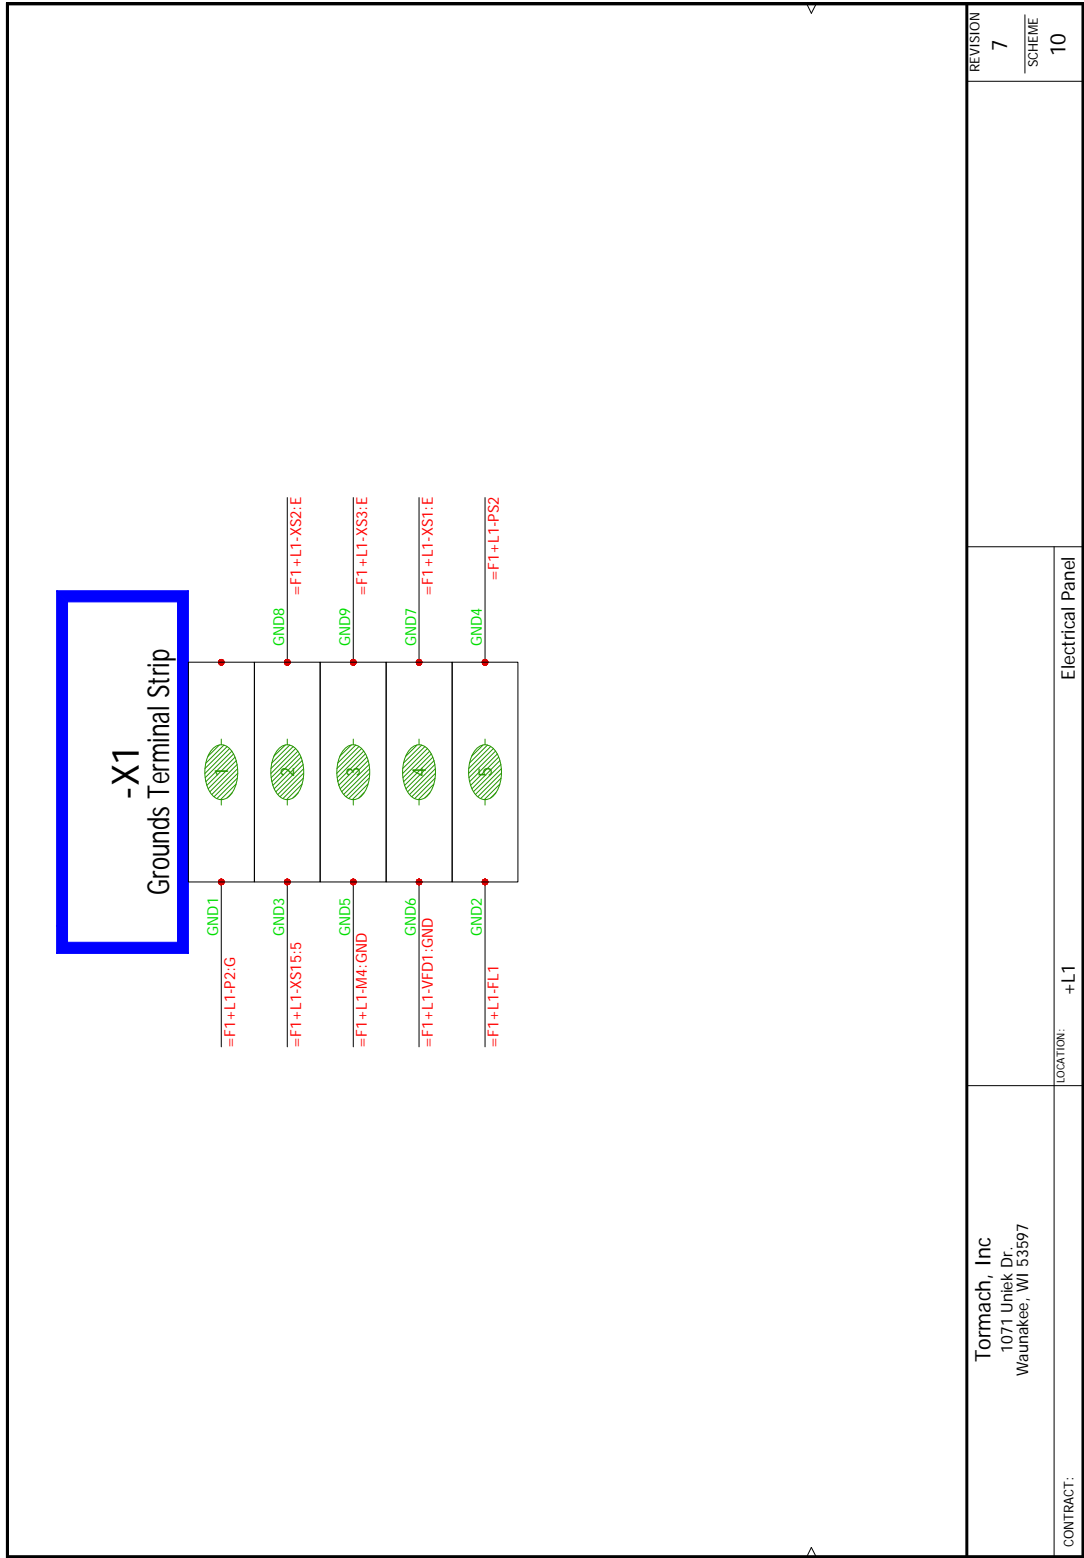 -X1
Grounds Terminal Strip
GND1
=F1+L1-P2:G
1
GND3
=F1+L1-XS15:5
2
GND8
=F1+L1-XS2:E
GND5
=F1+L1-M4:GND
3
GND9
=F1+L1-XS3:E
GND6
=F1+L1-VFD1:GND
4
GND7
=F1+L1-XS1:E
GND2
=F1+L1-FL1
5
GND4
=F1+L1-PS2
Tormach, Inc
1071 Uniek Dr.
Waunakee, WI 53597
CONTRACT:
LOCATION:
+L1
Electrical Panel
REVISION
7
SCHEME
10